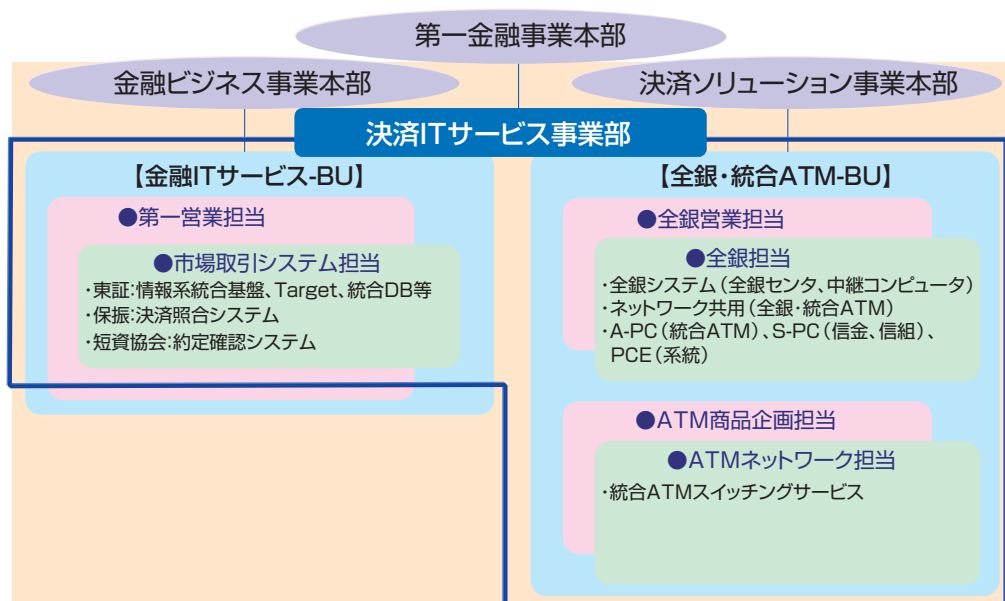 第一金融事業本部
金融ビジネス事業本部
決済ソリューション事業本部
決済ITサービス事業部
【金融ITサービス-BU】
●第一営業担当
●市場取引システム担当
・東証:情報系統合基盤、Target、統合DB等
・保振:決済照合システム
・短資協会:約定確認システム
【全銀・統合ATM-BU】
●全銀営業担当
●全銀担当
・全銀システム(全銀センタ、中継コンピュータ)
・ネットワーク共用(全銀・統合ATM)
・A-PC(統合ATM)、S-PC(信金、信組)、
PCE(系統)
●ATM商品企画担当
●ATMネットワーク担当
・統合ATMスイッチングサービス